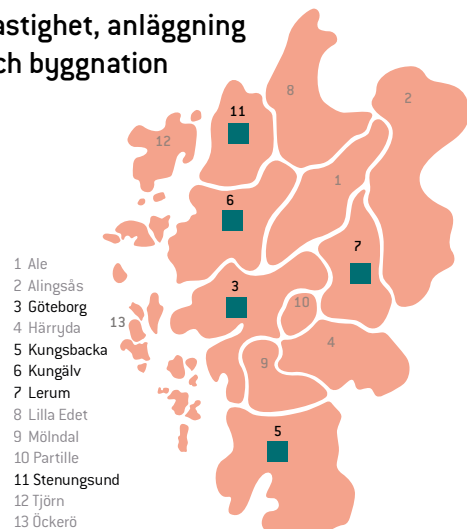 astighet, anläggning
ch byggnation
8
2
11
12
1
6
7
3
10
13
4
9
5
1 Ale
2 Alingsås
3 Göteborg
4 Härryda
5 Kungsbacka
6 Kungälv
7 Lerum
8 Lilla Edet
9 Mölndal
10 Partille
11 Stenungsund
12 Tjörn
13 Öckerö